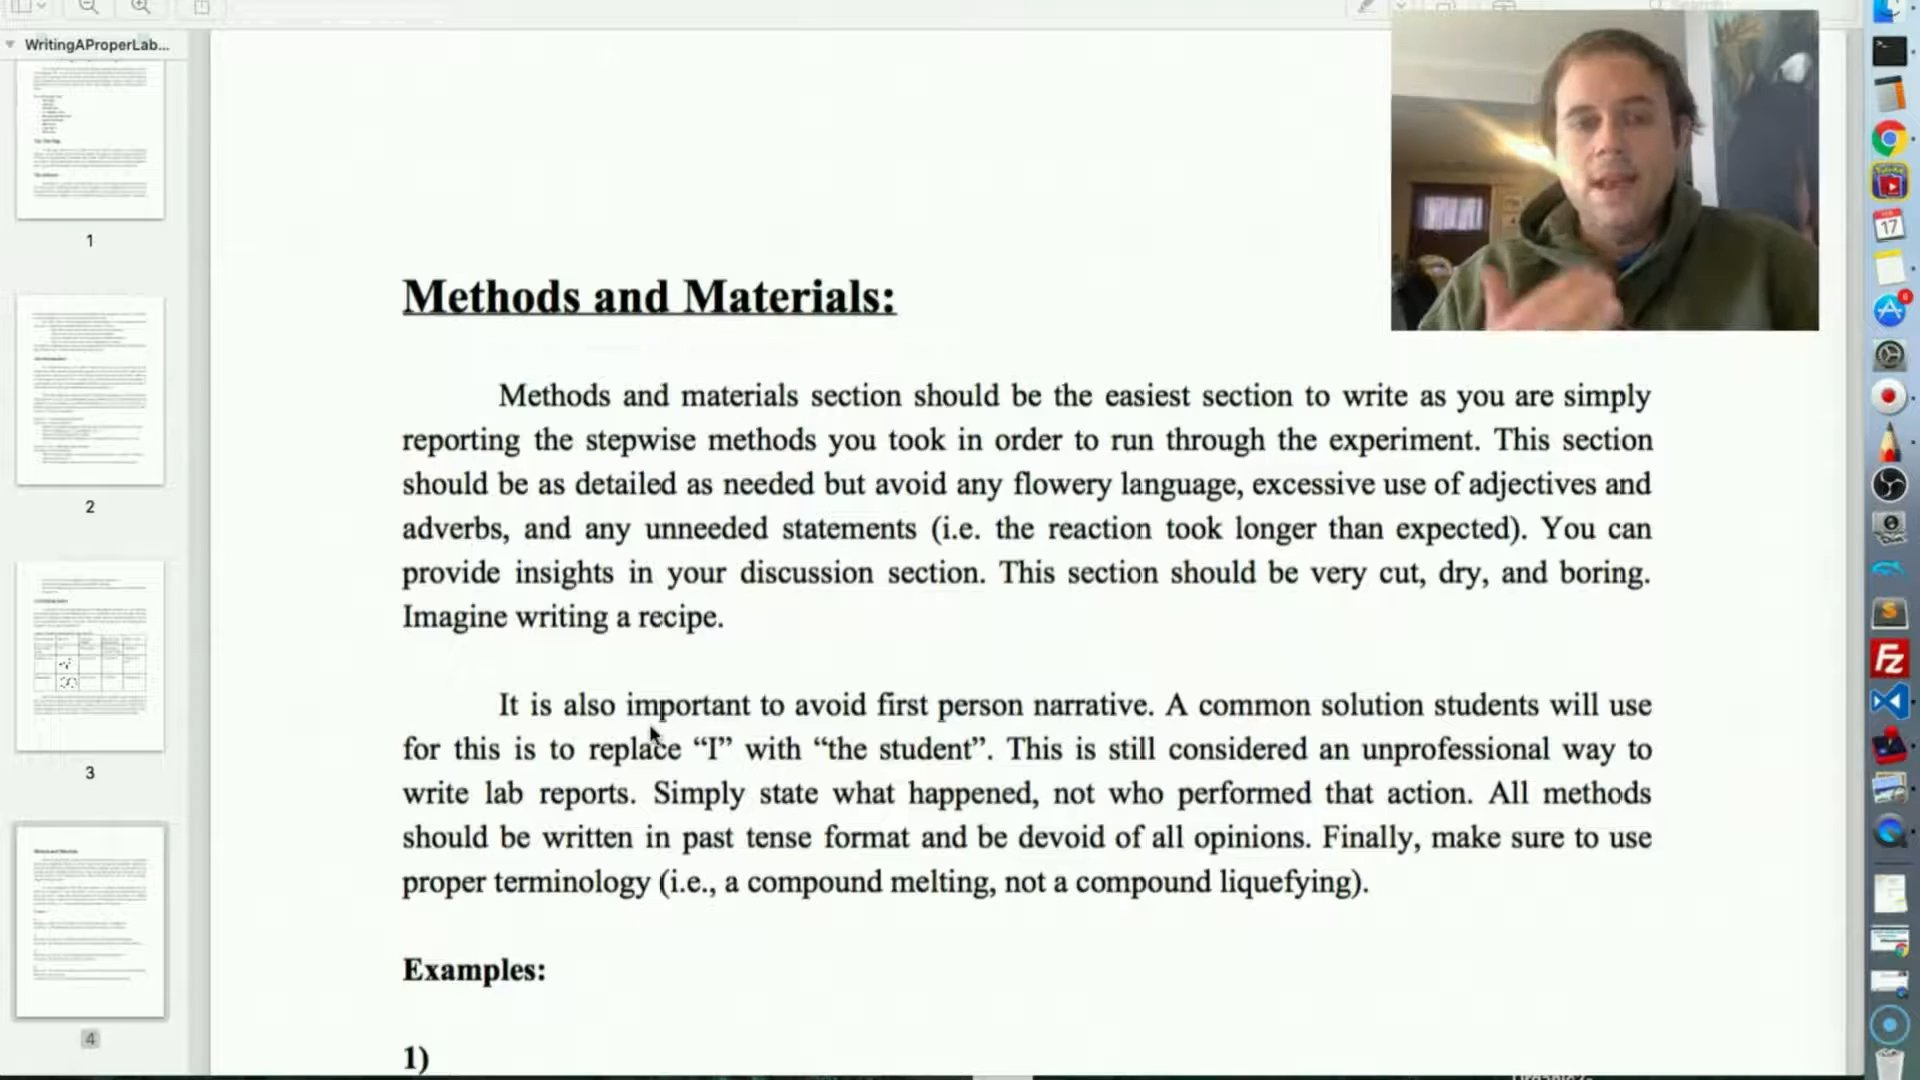 Search
WritingAProperLab...
1
2
3
4
17
6
Methods and Materials:
Methods and materials section should be the easiest section to write as you are simply
reporting the stepwise methods you took in order to run through the experiment. This section
should be as detailed as needed but avoid any flowery language, excessive use of adjectives and
adverbs, and any unneeded statements (i.e. the reaction took longer than expected). You can
provide insights in your discussion section. This section should be very cut, dry, and boring.
Imagine writing a recipe.
It is also important to avoid first person narrative. A common solution students will use
for this is to replace “I” with “the student”. This is still considered an unprofessional way to
write lab reports. Simply state what happened, not who performed that action. All methods
should be written in past tense format and be devoid of all opinions. Finally, make sure to use
proper terminology (i.e., a compound melting, not a compound liquefying).
Examples:
1)